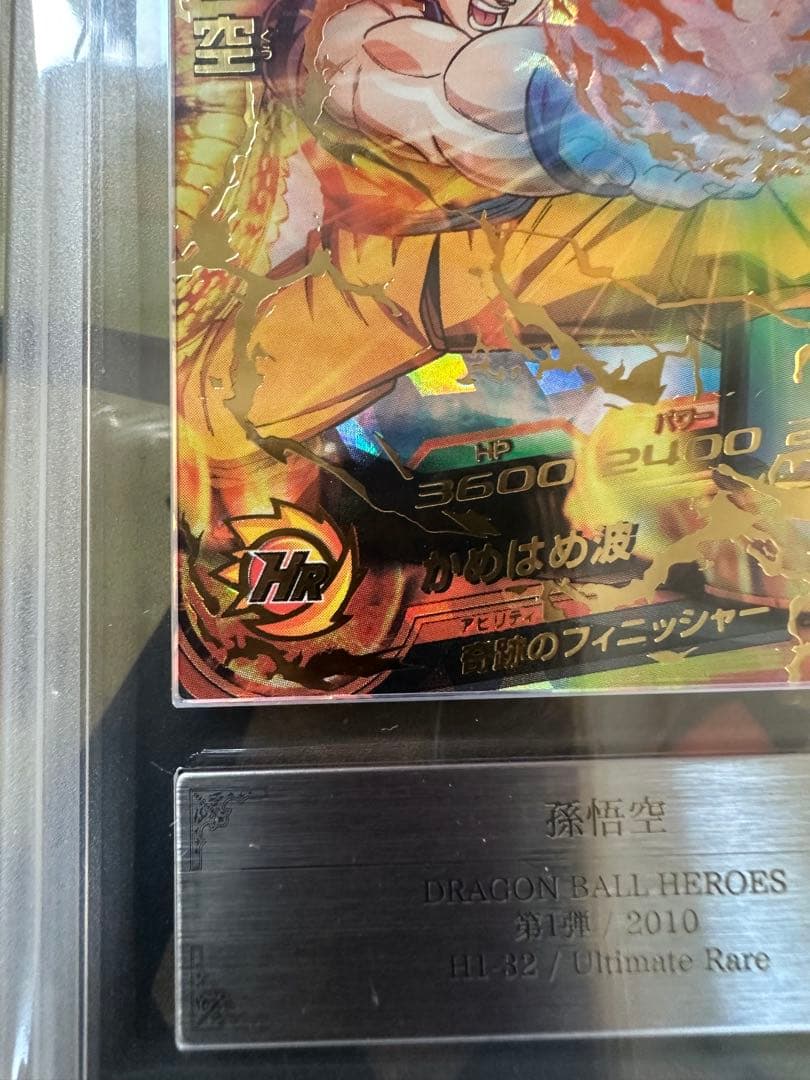 空
くう
HP
3600
パワー
2400
HR
かめはめ波
アビリティ
奇跡のフィニッシャー
孫悟空
DRAGON BALL HEROES
第1弾 / 2010
H1-32 / Ultimate Rare